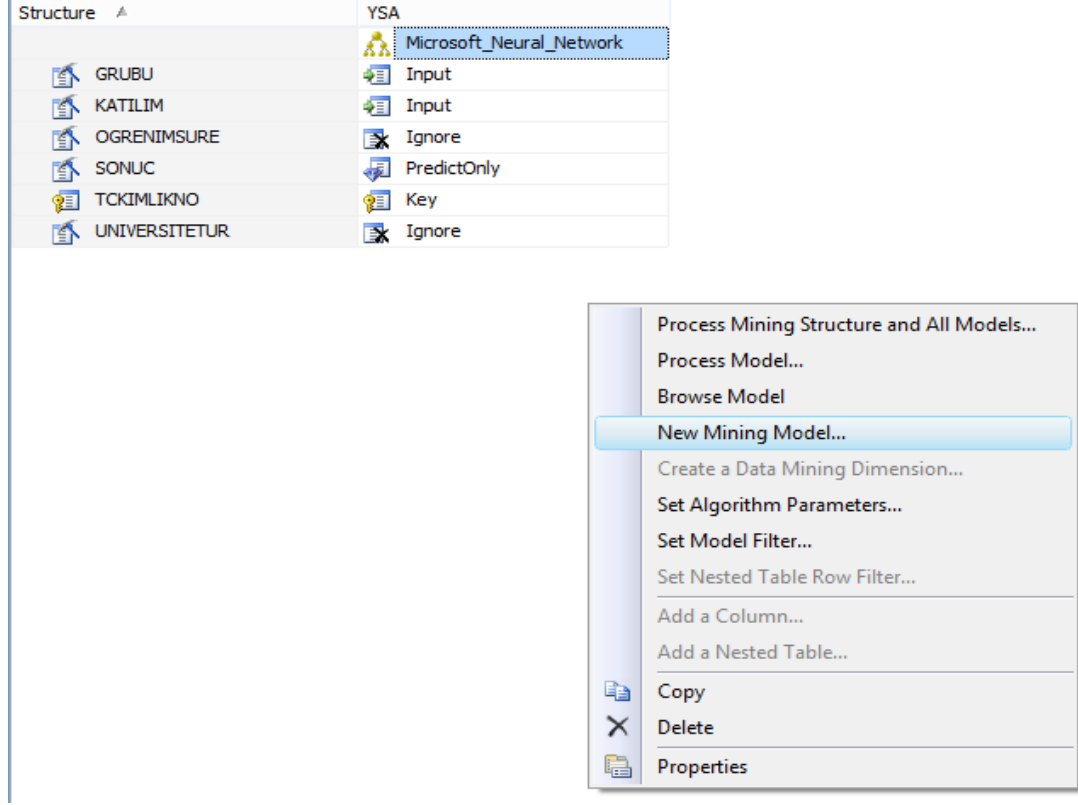 Structure YSA
Microsoft_Neural_Network
GRUBU Input
KATILIM Input
OGRENIMSURE Ignore
SONUC PredictOnly
TCKIMLIKNO Key
UNIVERSITETUR Ignore
Process Mining Structure and All Models...
Process Model...
Browse Model
New Mining Model...
Create a Data Mining Dimension...
Set Algorithm Parameters...
Set Model Filter...
Set Nested Table Row Filter...
Add a Column...
Add a Nested Table...
Copy
Delete
Properties